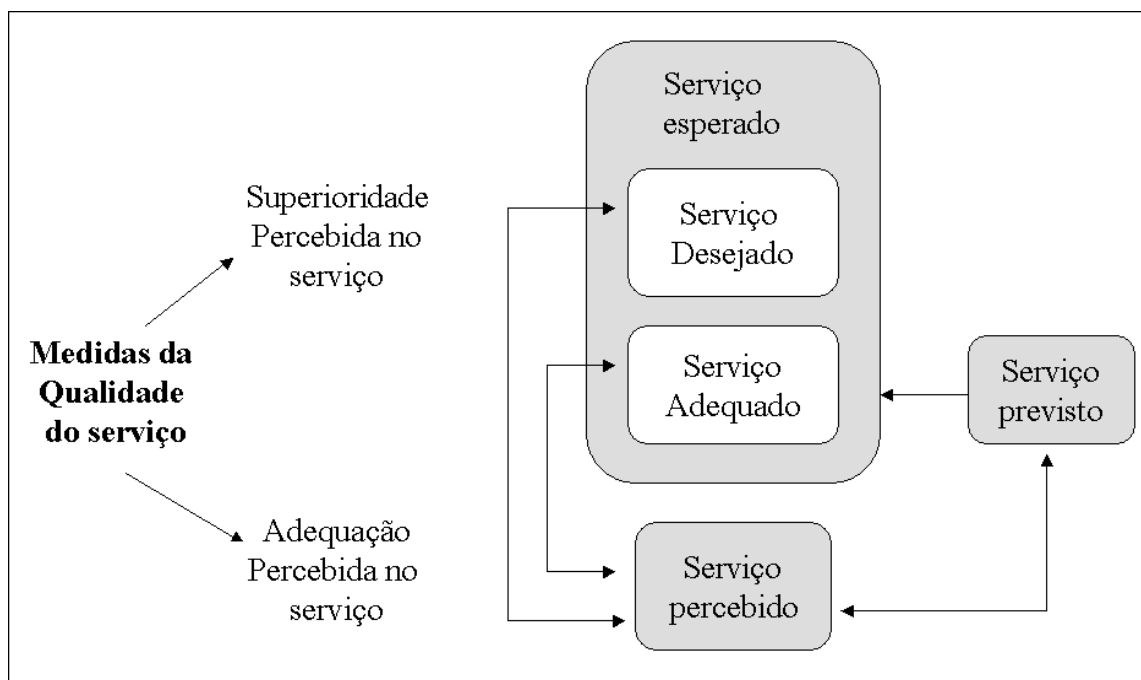 Serviço
esperado
Superioridade
Percebida no
serviço
Serviço
Desejado
Medidas da
Qualidade
do serviço
Serviço
Adequado
Serviço
previsto
Adequação
Percebida no
serviço
Serviço
percebido